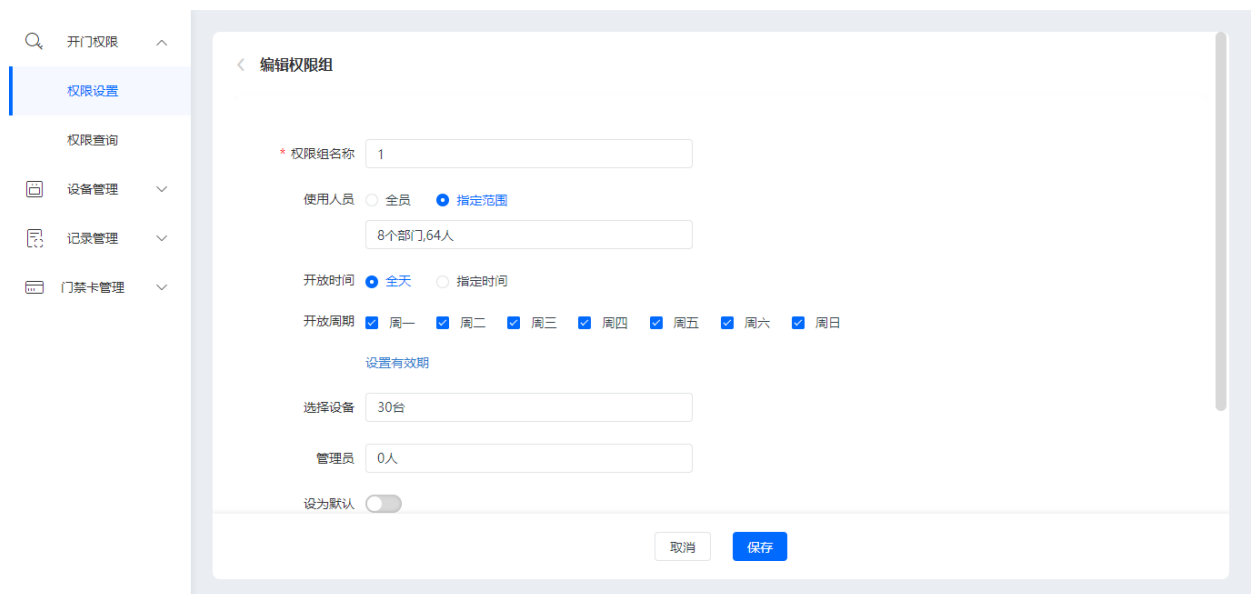 开门权限
权限设置
权限查询
设备管理
记录管理
门禁卡管理
编辑权限组
* 权限组名称 1
使用人员 全员 指定范围
8个部门,64人
开放时间 全天 指定时间
开放周期 周一 周二 周三 周四 周五 周六 周日
设置有效期
选择设备 30台
管理员 0人
设为默认
取消 保存